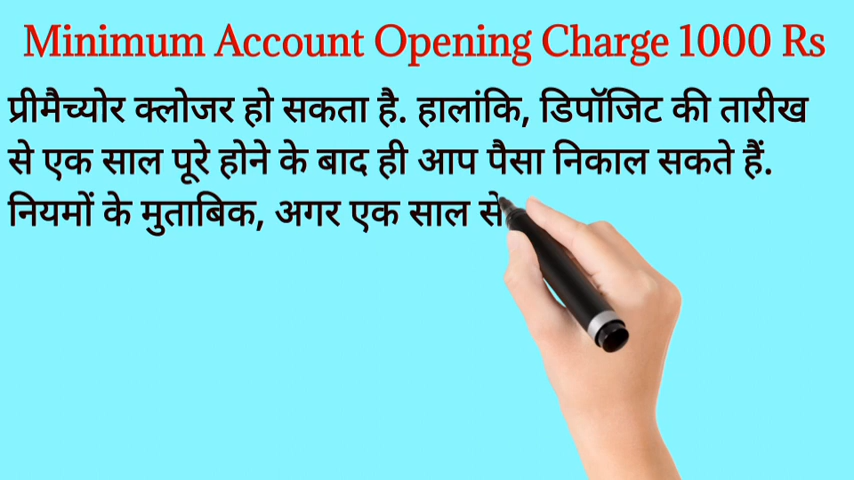 Minimum Account Opening Charge 1000 Rs
प्रीमैच्योर क्लोजर हो सकता है. हालांकि, डिपॉजिट की तारीख
से एक साल पूरे होने के बाद ही आप पैसा निकाल सकते हैं.
नियमों के मुताबिक, अगर एक साल से